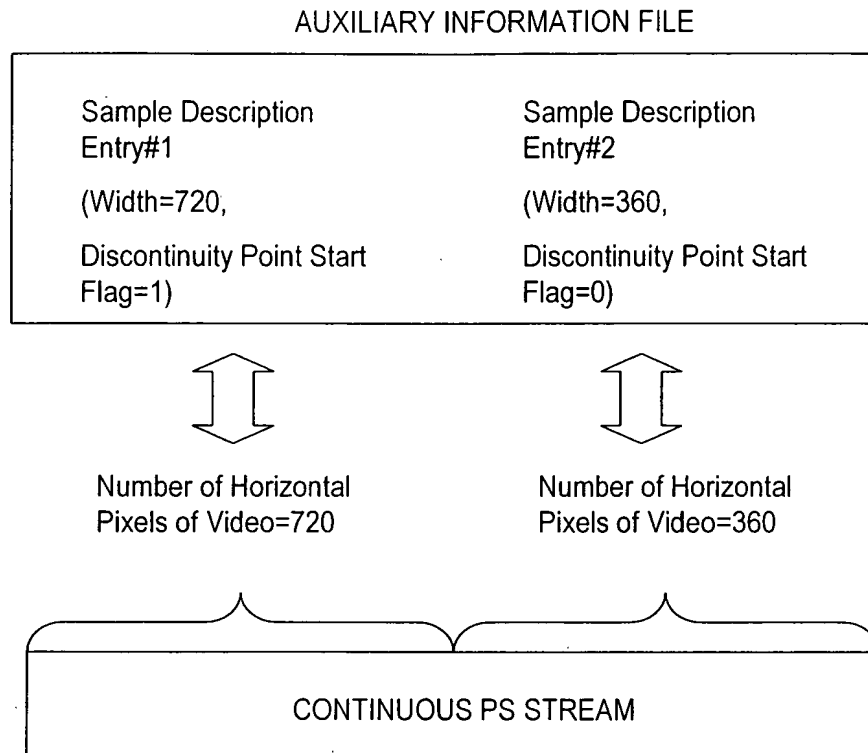 AUXILIARY INFORMATION FILE
Sample Description
Entry#1
(Width=720,
Discontinuity Point Start
Flag=1)
Sample Description
Entry#2
(Width=360,
Discontinuity Point Start
Flag=0)
Number of Horizontal
Pixels of Video=720
Number of Horizontal
Pixels of Video=360
CONTINUOUS PS STREAM